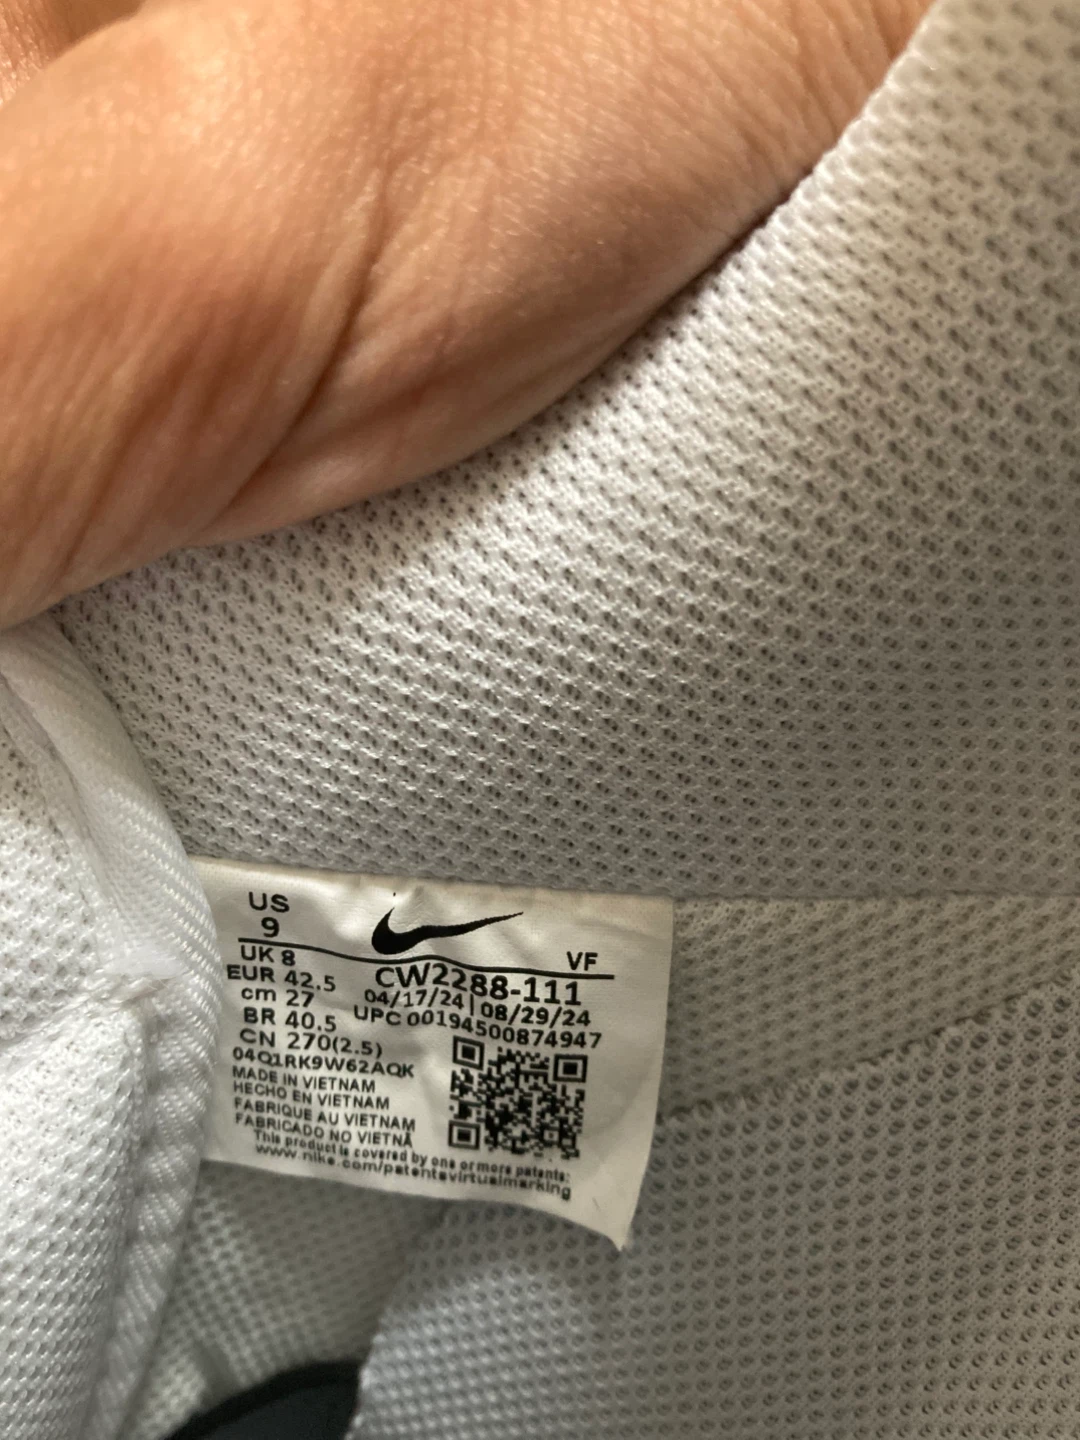 US
9
VF
UK 8
EUR 42.5
CW2288-111
cm 27
04/17/24|08/29/24
BR 40.5
UPC 00194500874947
CN 270(2.5)
04Q1RK9W62AQK
MADE IN VIETNAM
HECHO EN VIETNAM
FABRIQUE AU VIETNAM
FABRICADO NO VIETNÃ
This product is covered by one or more patents:
www.nike.com/patentsvirtualmarking